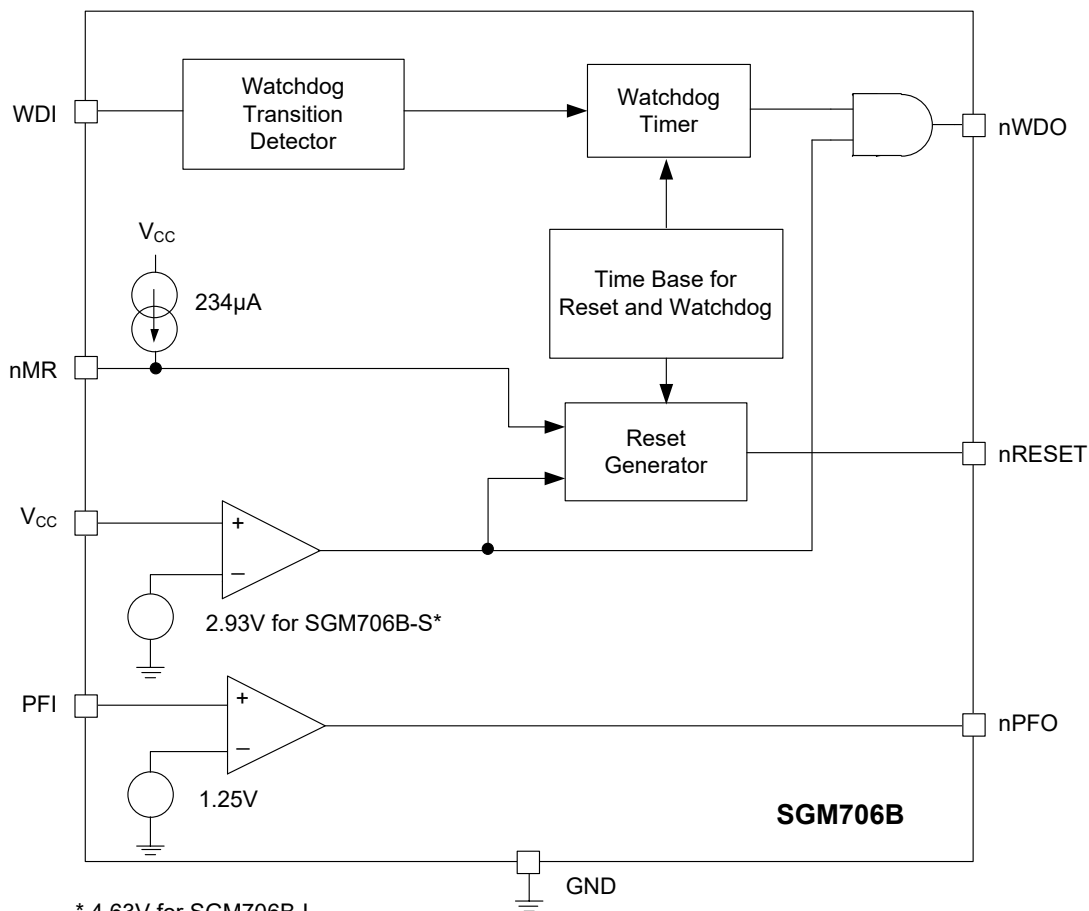 WDI
Watchdog
Transition
Detector
Watchdog
Timer
nWDO
VCC
234µA
Time Base for
Reset and Watchdog
nMR
Reset
Generator
nRESET
VCC
+
−
2.93V for SGM706B-S*
PFI
+
−
nPFO
1.25V
SGM706B
GND
* 4.63V for SGM706B-L